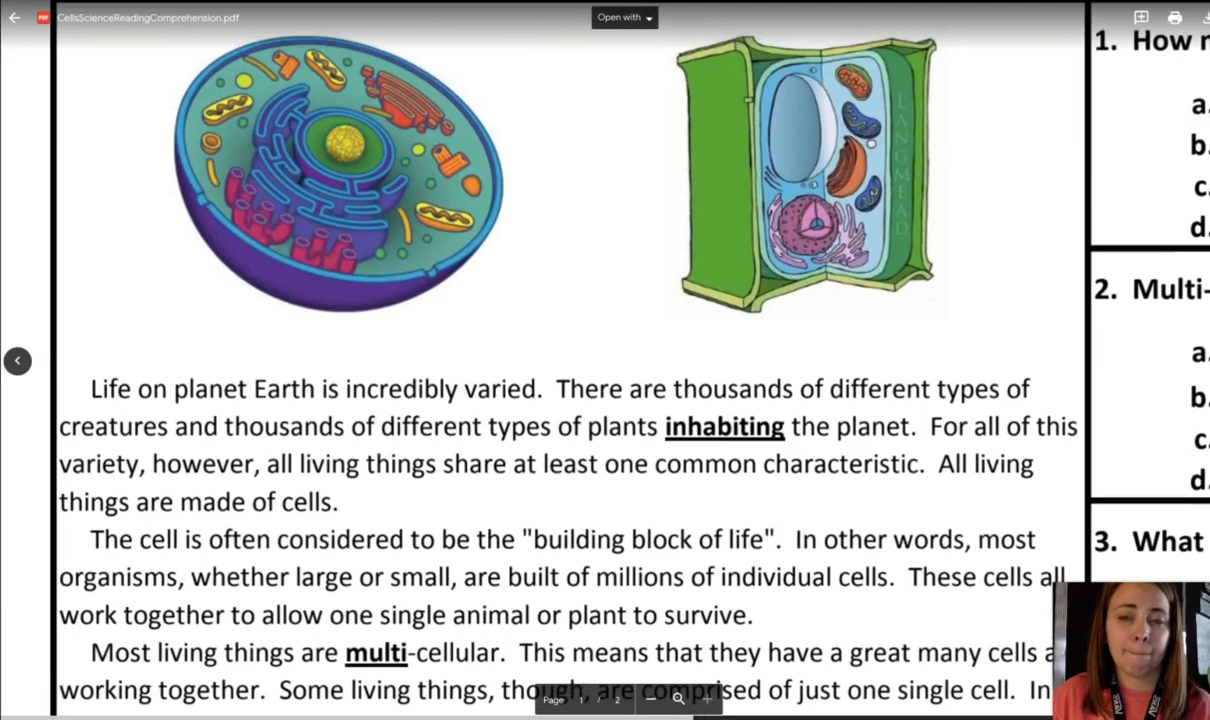 PDF CellsScienceReadingComprehension.pdf
Open with
LANGMEAD
Life on planet Earth is incredibly varied. There are thousands of different types of
creatures and thousands of different types of plants inhabiting the planet. For all of this
variety, however, all living things share at least one common characteristic. All living
things are made of cells.
The cell is often considered to be the "building block of life". In other words, most
organisms, whether large or small, are built of millions of individual cells. These cells all
work together to allow one single animal or plant to survive.
Most living things are multi-cellular. This means that they have a great many cells
working together. Some living things, though, are comprised of just one single cell. In
Page 1 / 2
1. How
a.
b.
c.
d.
2. Multi-
a.
b.
c.
d.
3. What